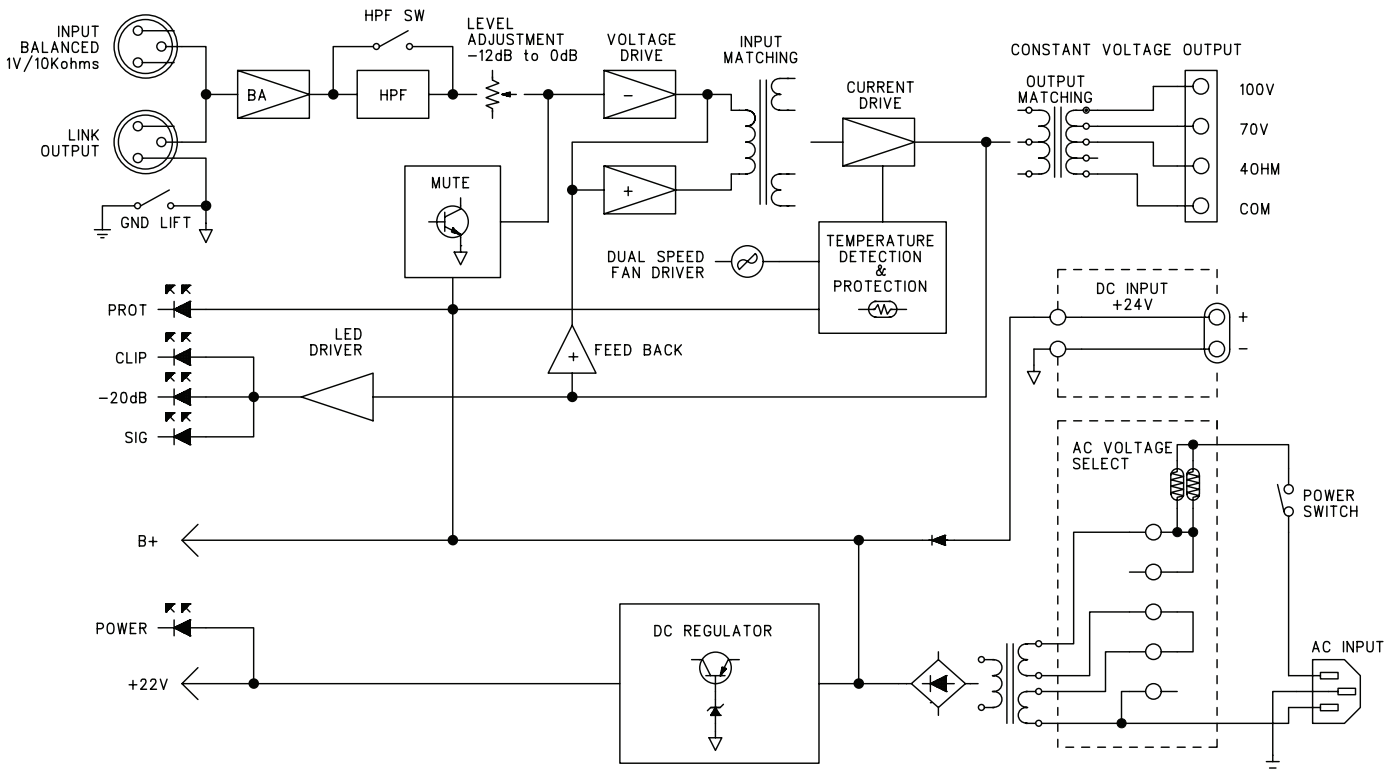 INPUT
BALANCED
1V/10Kohms
HPF SW
LEVEL
ADJUSTMENT
-12dB to 0dB
VOLTAGE
DRIVE
INPUT
MATCHING
CONSTANT VOLTAGE OUTPUT
OUTPUT
MATCHING
100V
70V
4OHM
COM
BA
HPF
-
CURRENT
DRIVE
LINK
OUTPUT
MUTE
+
GND LIFT
DUAL SPEED
FAN DRIVER
TEMPERATURE
DETECTION
&
PROTECTION
DC INPUT
+24V
+
-
PROT
LED
DRIVER
CLIP
+
FEED BACK
-20dB
SIG
AC VOLTAGE
SELECT
POWER
SWITCH
B+
POWER
DC REGULATOR
+22V
AC INPUT